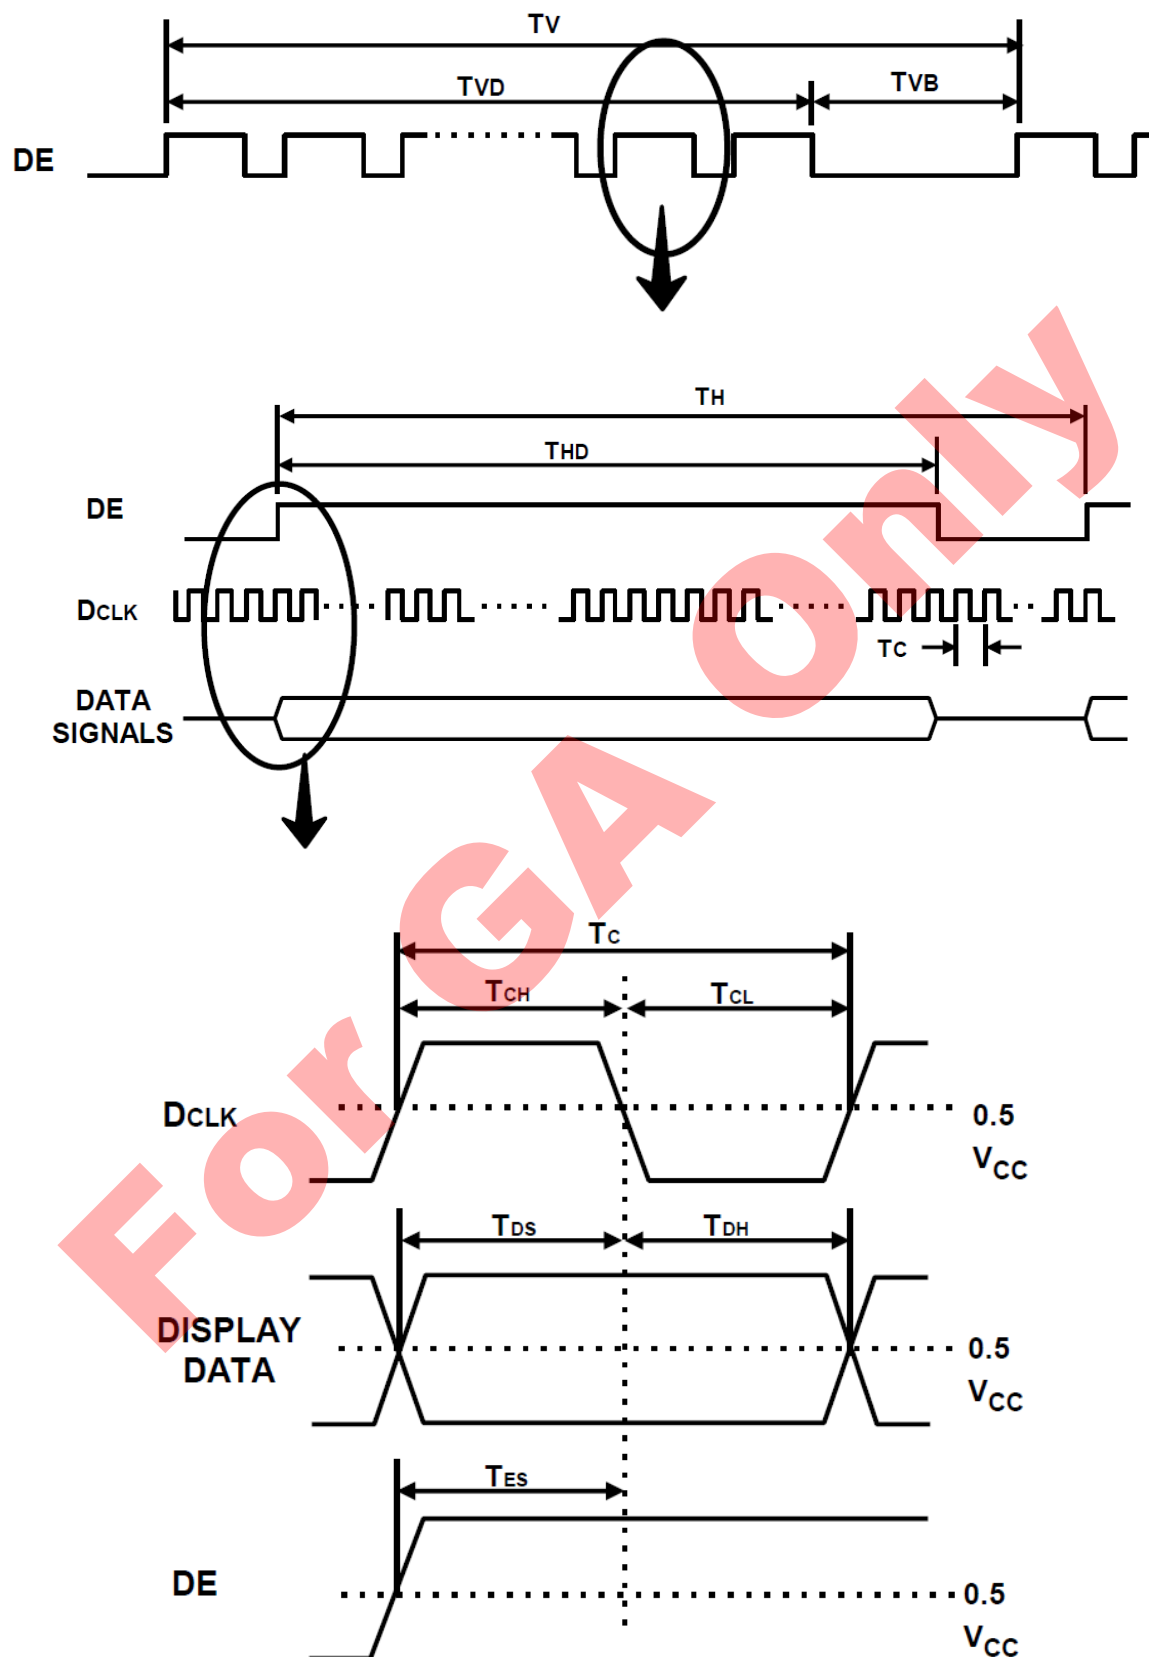 TV
TVD
TVB
DE
TH
THD
DE
DCLK
TC
DATA
SIGNALS
TC
TCH
TCL
DCLK
0.5
VCC
TDS
TDH
DISPLAY
DATA
0.5
VCC
TES
DE
0.5
VCC
For GA Only